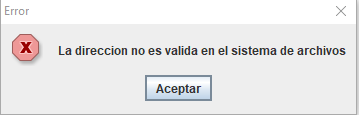 Error
La direccion no es valida en el sistema de archivos
Aceptar